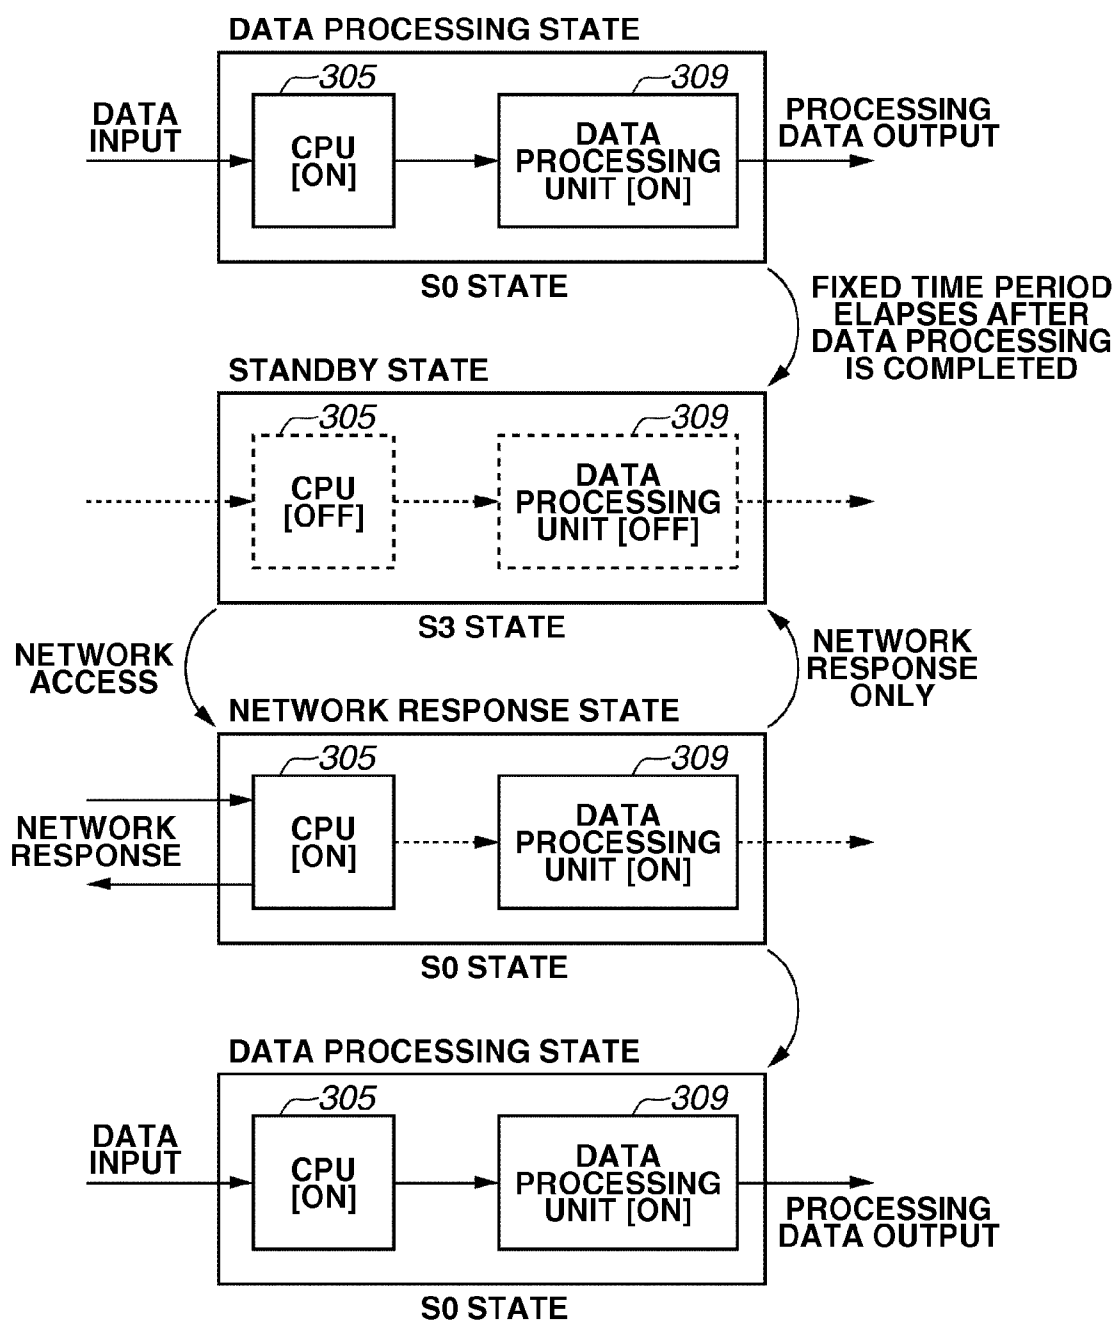 DATA PROCESSING STATE
305
309
DATA
INPUT
CPU
[ON]
DATA
PROCESSING
UNIT [ON]
PROCESSING
DATA OUTPUT
S0 STATE
FIXED TIME PERIOD
ELAPSES AFTER
DATA PROCESSING
IS COMPLETED
STANDBY STATE
305
309
CPU
[OFF]
DATA
PROCESSING
UNIT [OFF]
S3 STATE
NETWORK
ACCESS
NETWORK
RESPONSE
ONLY
NETWORK RESPONSE STATE
305
309
NETWORK
RESPONSE
CPU
[ON]
DATA
PROCESSING
UNIT [ON]
S0 STATE
DATA PROCESSING STATE
305
309
DATA
INPUT
CPU
[ON]
DATA
PROCESSING
UNIT [ON]
PROCESSING
DATA OUTPUT
S0 STATE